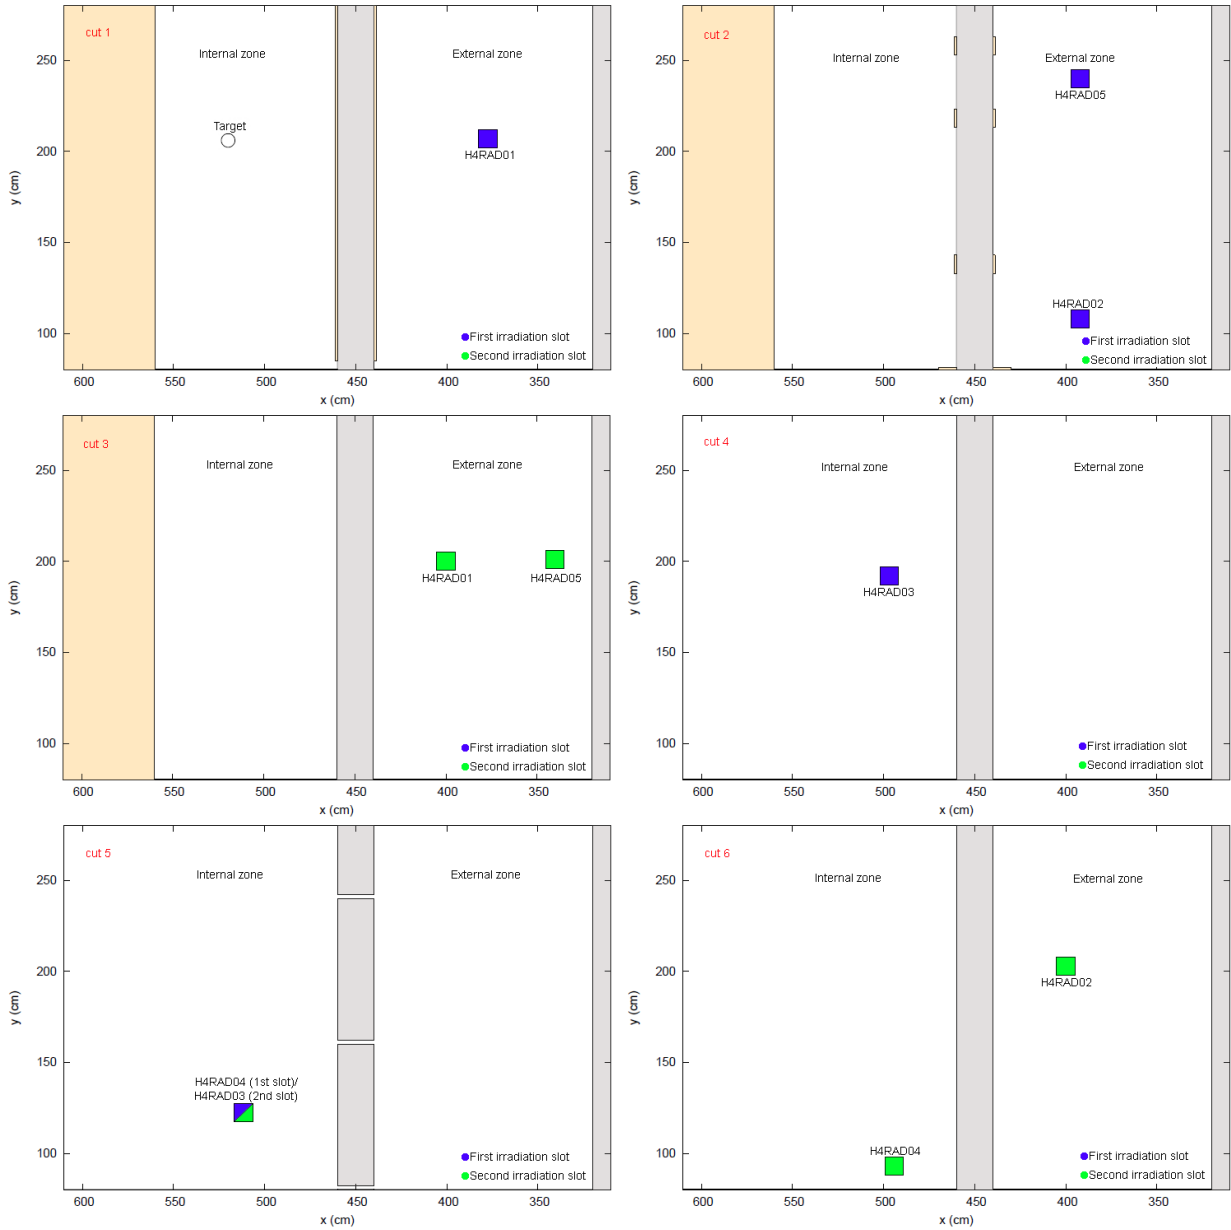 cut 1
Internal zone
External zone
Target
H4RAD01
First irradiation slot
Second irradiation slot
250
200
150
100
y (cm)
600
550
500
450
400
350
x (cm)
cut 2
Internal zone
External zone
H4RAD05
H4RAD02
First irradiation slot
Second irradiation slot
250
200
150
100
y (cm)
600
550
500
450
400
350
x (cm)
cut 3
Internal zone
External zone
H4RAD01
H4RAD05
First irradiation slot
Second irradiation slot
250
200
150
100
y (cm)
600
550
500
450
400
350
x (cm)
cut 4
Internal zone
External zone
H4RAD03
First irradiation slot
Second irradiation slot
250
200
150
100
y (cm)
600
550
500
450
400
350
x (cm)
cut 5
Internal zone
External zone
H4RAD04 (1st slot)/
H4RAD03 (2nd slot)
First irradiation slot
Second irradiation slot
250
200
150
100
y (cm)
600
550
500
450
400
350
x (cm)
cut 6
Internal zone
External zone
H4RAD02
H4RAD04
First irradiation slot
Second irradiation slot
250
200
150
100
y (cm)
600
550
500
450
400
350
x (cm)